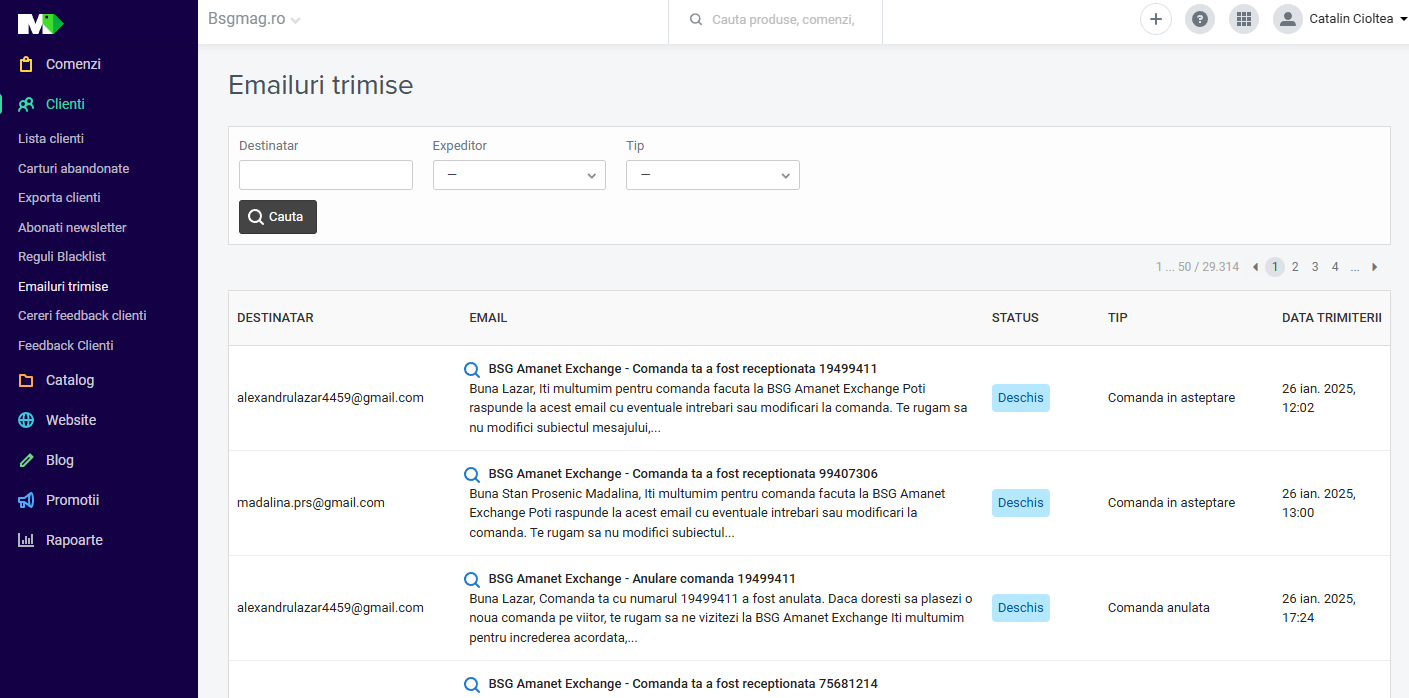 Bsgmag.ro
Cauta produse, comenzi,
Catalin Cioltea
Comenzi
Clienti
Lista clienti
Carturi abandonate
Exporta clienti
Abonati newsletter
Reguli Blacklist
Emailuri trimise
Cereri feedback clienti
Feedback Clienti
Catalog
Website
Blog
Promotii
Rapoarte
Emailuri trimise
Destinatar Expeditor Tip
— —
Cauta
1 ... 50 / 29.314 1 2 3 4 ...
DESTINATAR EMAIL STATUS TIP DATA TRIMITERII
BSG Amanet Exchange - Comanda ta a fost receptionata 19499411
Buna Lazar, Iti multumim pentru comanda facuta la BSG Amanet Exchange Poti
raspunde la acest email cu eventuale intrebari sau modificari la comanda. Te rugam sa
nu modifici subiectul mesajului,...
alexandrulazar4459@gmail.com
Deschis
Comanda in asteptare
26 ian. 2025,
12:02
BSG Amanet Exchange - Comanda ta a fost receptionata 99407306
Buna Stan Prosenic Madalina, Iti multumim pentru comanda facuta la BSG Amanet
Exchange Poti raspunde la acest email cu eventuale intrebari sau modificari la
comanda. Te rugam sa nu modifici subiectul...
madalina.prs@gmail.com
Deschis
Comanda in asteptare
26 ian. 2025,
13:00
BSG Amanet Exchange - Anulare comanda 19499411
Buna Lazar, Comanda ta cu numarul 19499411 a fost anulata. Daca doresti sa plasezi o
noua comanda pe viitor, te rugam sa ne vizitezi la BSG Amanet Exchange Iti multumim
pentru increderea acordata,...
alexandrulazar4459@gmail.com
Deschis
Comanda anulata
26 ian. 2025,
17:24
BSG Amanet Exchange - Comanda ta a fost receptionata 75681214